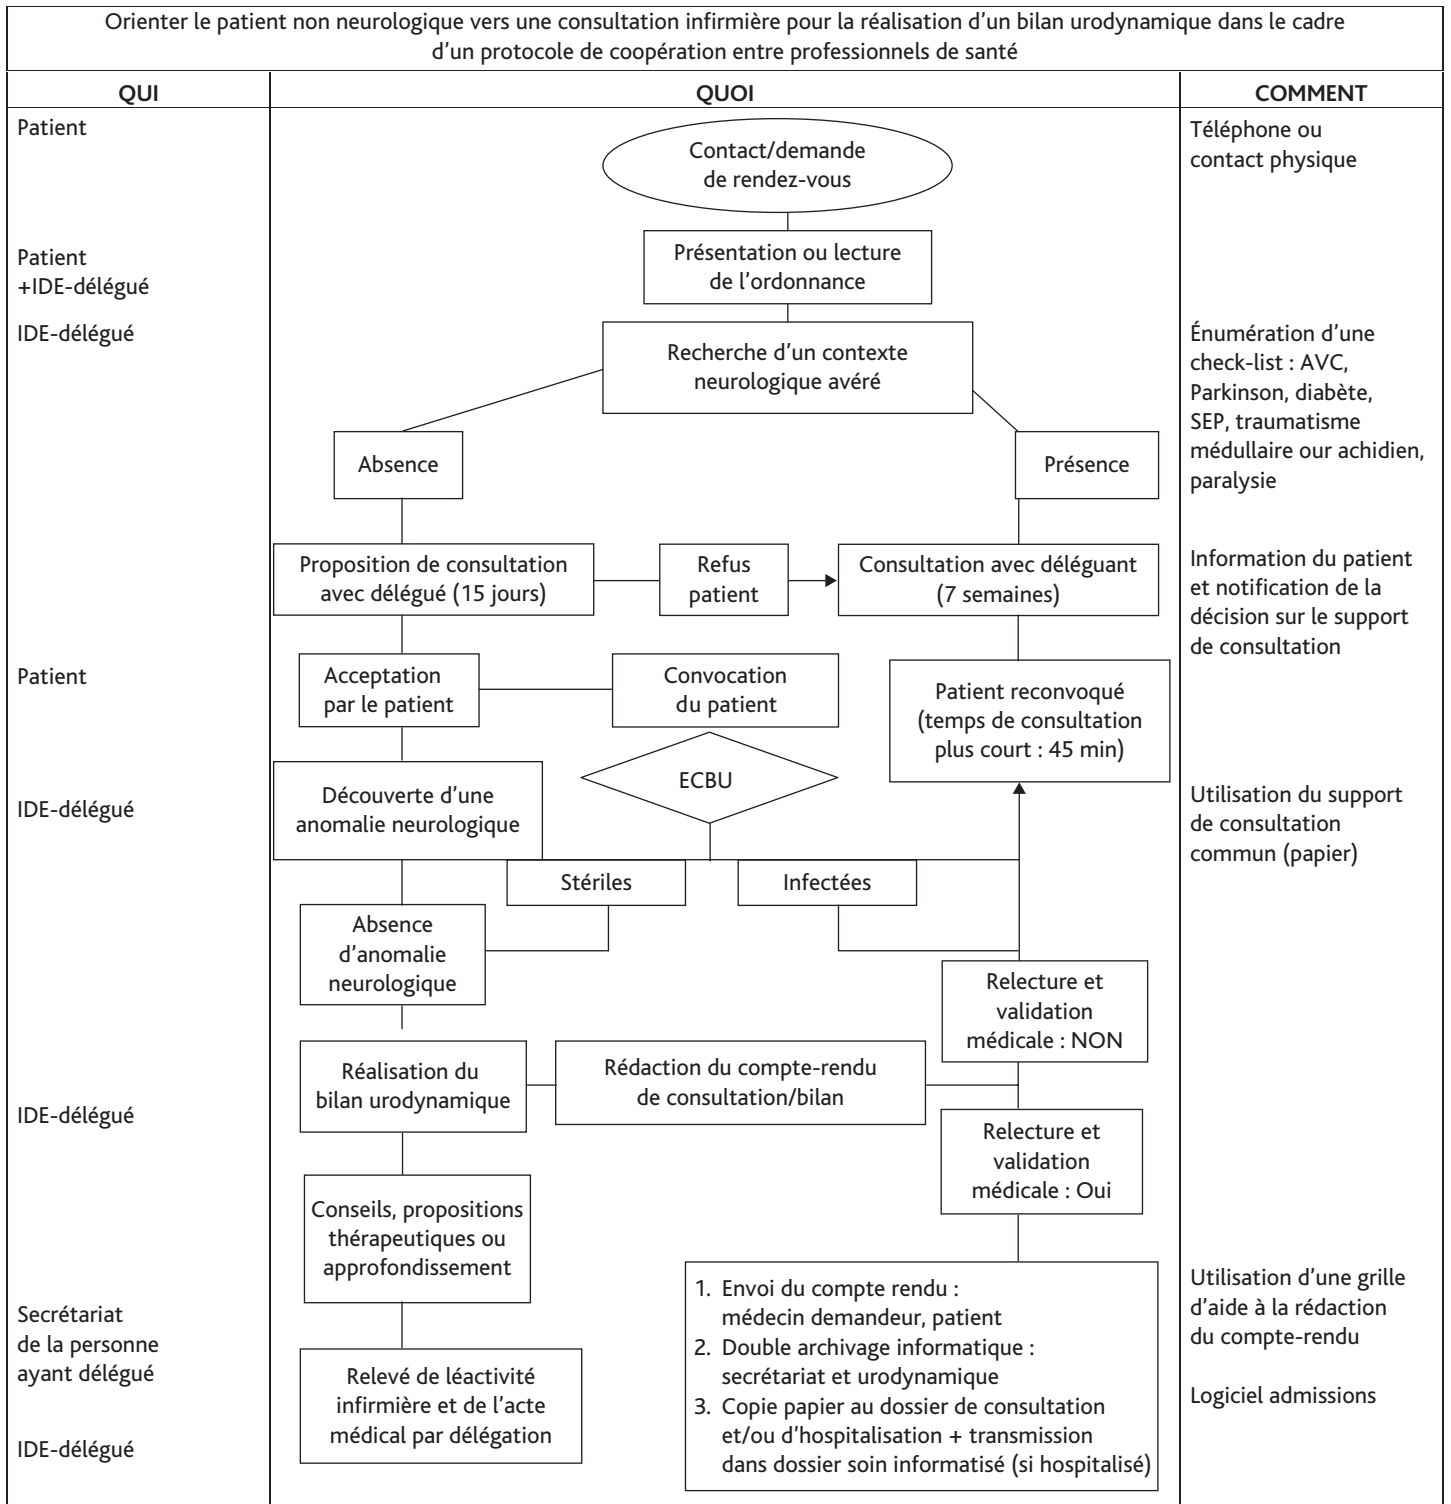 Orienter le patient non neurologique vers une consultation infirmière pour la réalisation d'un bilan urodynamique dans le cadre
d'un protocole de coopération entre professionnels de santé
QUI
QUOI
COMMENT
Patient
Contact/demande
de rendez-vous
Téléphone ou
contact physique
Patient
+IDE-délégué
Présentation ou lecture
de l'ordonnance
IDE-délégué
Recherche d'un contexte
neurologique avéré
Énumération d'une
check-list : AVC,
Parkinson, diabète,
SEP, traumatisme
médullaire our achidien,
paralysie
Absence
Présence
Proposition de consultation
avec délégué (15 jours)
Refus
patient
Consultation avec déléguant
(7 semaines)
Information du patient
et notification de la
décision sur le support
de consultation
Patient
Acceptation
par le patient
Convocation
du patient
Patient reconvoqué
(temps de consultation
plus court : 45 min)
ECBU
IDE-délégué
Découverte d'une
anomalie neurologique
Utilisation du support
de consultation
commun (papier)
Stériles
Infectées
Absence
d'anomalie
neurologique
Relecture et
validation
médicale : NON
IDE-délégué
Réalisation du
bilan urodynamique
Rédaction du compte-rendu
de consultation/bilan
Relecture et
validation
médicale : Oui
Conseils, propositions
thérapeutiques ou
approfondissement
Secrétariat
de la personne
ayant délégué
1. Envoi du compte rendu :
médecin demandeur, patient
2. Double archivage informatique :
secrétariat et urodynamique
3. Copie papier au dossier de consultation
et/ou d'hospitalisation + transmission
dans dossier soin informatisé (si hospitalisé)
Utilisation d'une grille
d'aide à la rédaction
du compte-rendu
Logiciel admissions
IDE-délégué
Relevé de léactivité
infirmière et de l'acte
médical par délégation